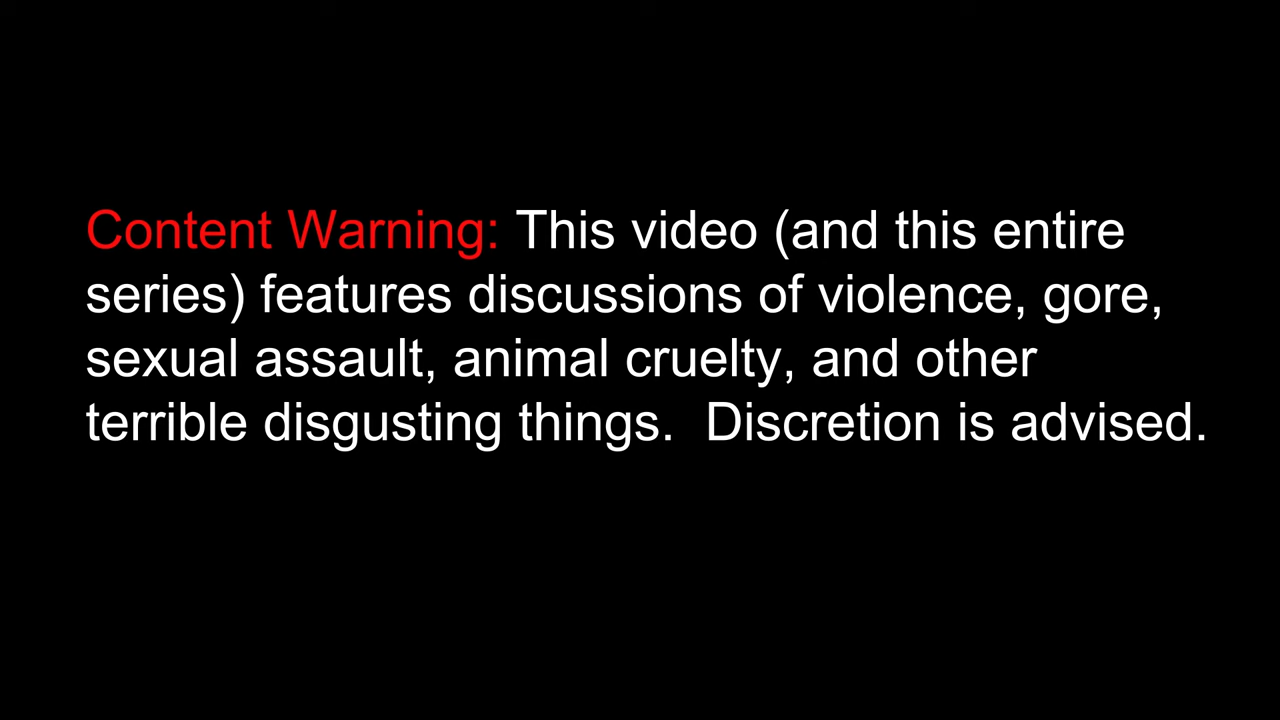 Content Warning: This video (and this entire
series) features discussions of violence, gore,
sexual assault, animal cruelty, and other
terrible disgusting things.  Discretion is advised.